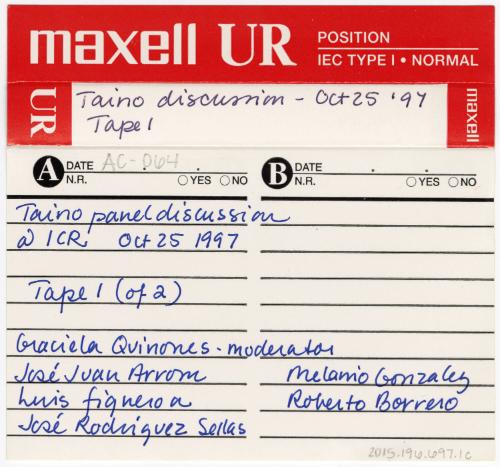 maxell UR POSITION
IEC TYPE I • NORMAL
UR Taino discussion - Oct 25 '97 maxell
Tape 1
A DATE AC-064 . . B DATE . .
N.R. ○YES ○NO N.R. ○YES ○NO
Taino panel discussion
@ ICR Oct 25 1997
Tape 1 (of 2)
Graciela Quinones - moderator
José Juan Arrom Melanio Gonzalez
Luis Figueroa Roberto Borrero
José Rodriguez Sellas
2015.196.697.1c